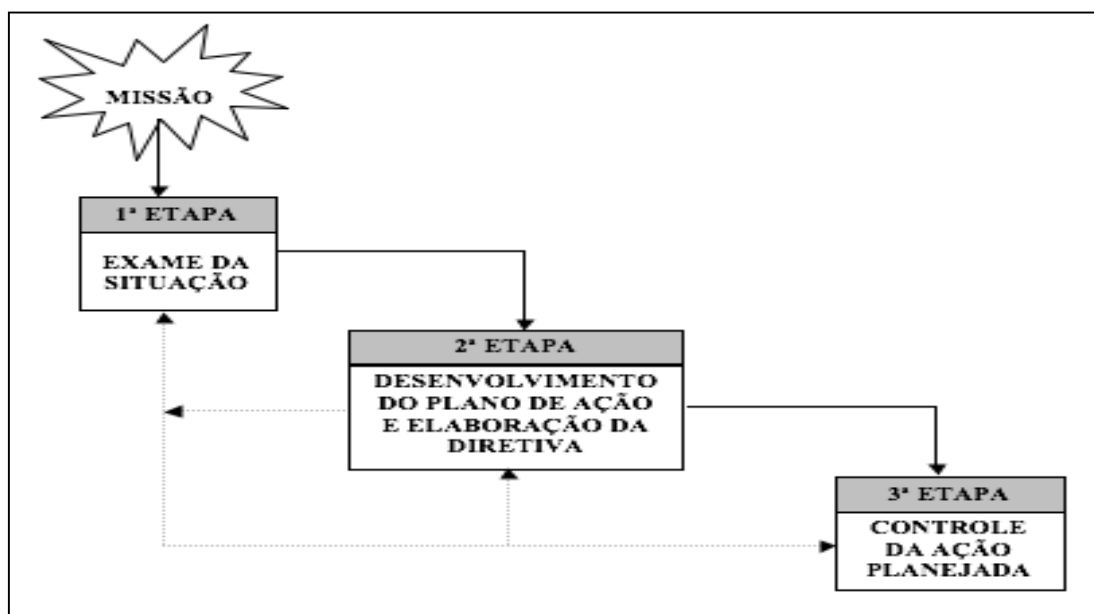 MISSÃO
1ª ETAPA
EXAME DA
SITUAÇÃO
2ª ETAPA
DESENVOLVIMENTO
DO PLANO DE AÇÃO
E ELABORAÇÃO DA
DIRETIVA
3ª ETAPA
CONTROLE
DA AÇÃO
PLANEJADA